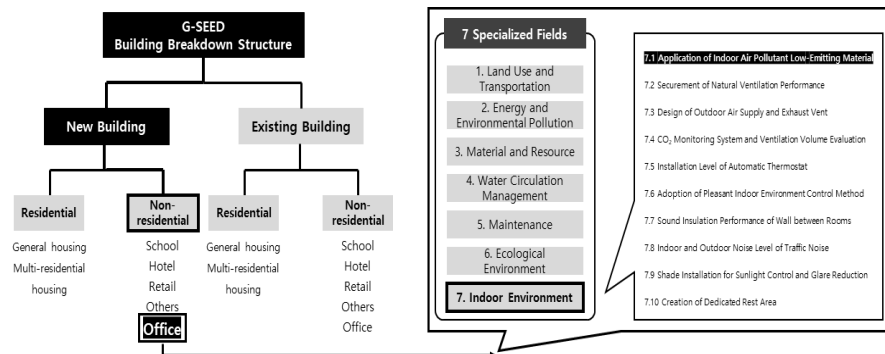 G-SEED
Building Breakdown Structure
New Building
Existing Building
Residential
General housing
Multi-residential
housing
Non-
residential
School
Hotel
Retail
Others
Office
Residential
General housing
Multi-residential
housing
Non-
residential
School
Hotel
Retail
Others
Office
7 Specialized Fields
1. Land Use and
Transportation
2. Energy and
Environmental Pollution
3. Material and Resource
4. Water Circulation
Management
5. Maintenance
6. Ecological
Environment
7. Indoor Environment
7.1 Application of Indoor Air Pollutant Low-Emitting Material
7.2 Securement of Natural Ventilation Performance
7.3 Design of Outdoor Air Supply and Exhaust Vent
7.4 CO₂ Monitoring System and Ventilation Volume Evaluation
7.5 Installation Level of Automatic Thermostat
7.6 Adoption of Pleasant Indoor Environment Control Method
7.7 Sound Insulation Performance of Wall between Rooms
7.8 Indoor and Outdoor Noise Level of Traffic Noise
7.9 Shade Installation for Sunlight Control and Glare Reduction
7.10 Creation of Dedicated Rest Area